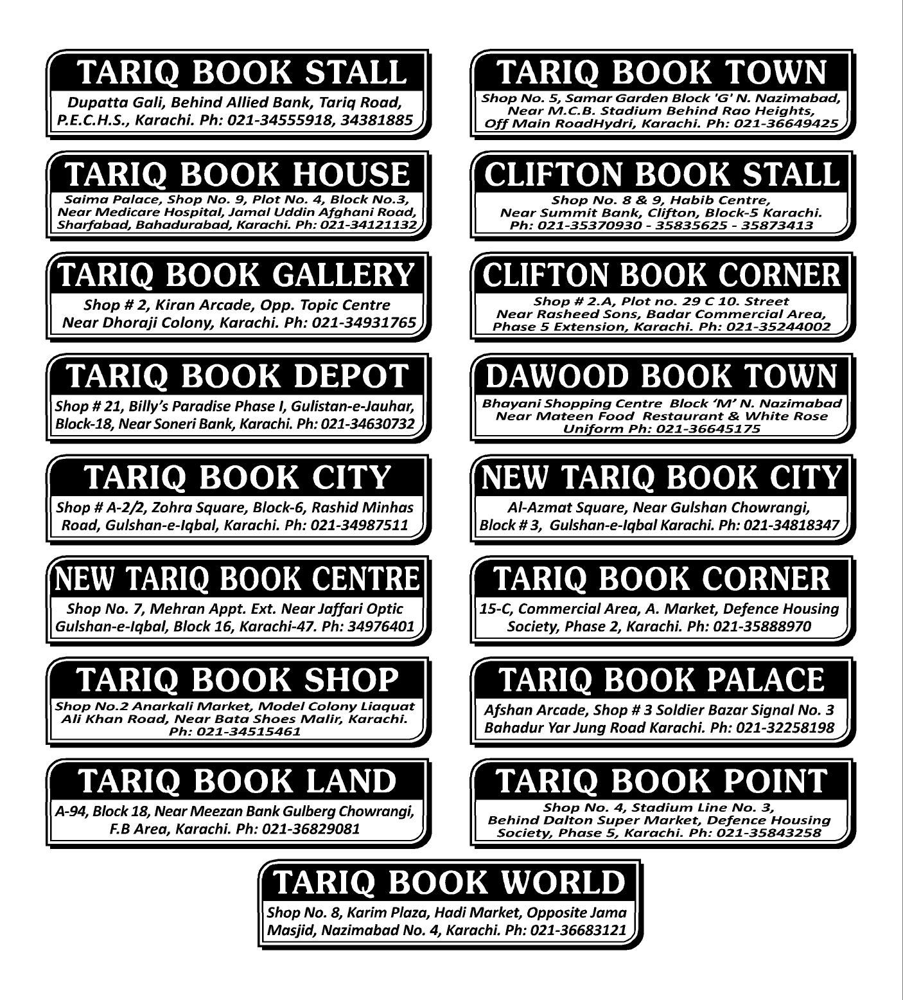 TARIQ BOOK STALL
Dupatta Gali, Behind Allied Bank, Tariq Road,
P.E.C.H.S., Karachi. Ph: 021-34555918, 34381885
TARIQ BOOK TOWN
Shop No. 5, Samar Garden Block 'G' N. Nazimabad,
Near M.C.B. Stadium Behind Rao Heights,
Off Main RoadHydri, Karachi. Ph: 021-36649425
TARIQ BOOK HOUSE
Saima Palace, Shop No. 9, Plot No. 4, Block No.3,
Near Medicare Hospital, Jamal Uddin Afghani Road,
Sharfabad, Bahadurabad, Karachi. Ph: 021-34121132
CLIFTON BOOK STALL
Shop No. 8 & 9, Habib Centre,
Near Summit Bank, Clifton, Block-5 Karachi.
Ph: 021-35370930 - 35835625 - 35873413
TARIQ BOOK GALLERY
Shop # 2, Kiran Arcade, Opp. Topic Centre
Near Dhoraji Colony, Karachi. Ph: 021-34931765
CLIFTON BOOK CORNER
Shop # 2.A, Plot no. 29 C 10. Street
Near Rasheed Sons, Badar Commercial Area,
Phase 5 Extension, Karachi. Ph: 021-35244002
TARIQ BOOK DEPOT
Shop # 21, Billy’s Paradise Phase I, Gulistan-e-Jauhar,
Block-18, Near Soneri Bank, Karachi. Ph: 021-34630732
DAWOOD BOOK TOWN
Bhayani Shopping Centre Block ‘M’ N. Nazimabad
Near Mateen Food Restaurant & White Rose
Uniform Ph: 021-36645175
TARIQ BOOK CITY
Shop # A-2/2, Zohra Square, Block-6, Rashid Minhas
Road, Gulshan-e-Iqbal, Karachi. Ph: 021-34987511
NEW TARIQ BOOK CITY
Al-Azmat Square, Near Gulshan Chowrangi,
Block # 3, Gulshan-e-Iqbal Karachi. Ph: 021-34818347
NEW TARIQ BOOK CENTRE
Shop No. 7, Mehran Appt. Ext. Near Jaffari Optic
Gulshan-e-Iqbal, Block 16, Karachi-47. Ph: 34976401
TARIQ BOOK CORNER
15-C, Commercial Area, A. Market, Defence Housing
Society, Phase 2, Karachi. Ph: 021-35888970
TARIQ BOOK SHOP
Shop No.2 Anarkali Market, Model Colony Liaquat
Ali Khan Road, Near Bata Shoes Malir, Karachi.
Ph: 021-34515461
TARIQ BOOK PALACE
Afshan Arcade, Shop # 3 Soldier Bazar Signal No. 3
Bahadur Yar Jung Road Karachi. Ph: 021-32258198
TARIQ BOOK LAND
A-94, Block 18, Near Meezan Bank Gulberg Chowrangi,
F.B Area, Karachi. Ph: 021-36829081
TARIQ BOOK POINT
Shop No. 4, Stadium Line No. 3,
Behind Dalton Super Market, Defence Housing
Society, Phase 5, Karachi. Ph: 021-35843258
TARIQ BOOK WORLD
Shop No. 8, Karim Plaza, Hadi Market, Opposite Jama
Masjid, Nazimabad No. 4, Karachi. Ph: 021-36683121